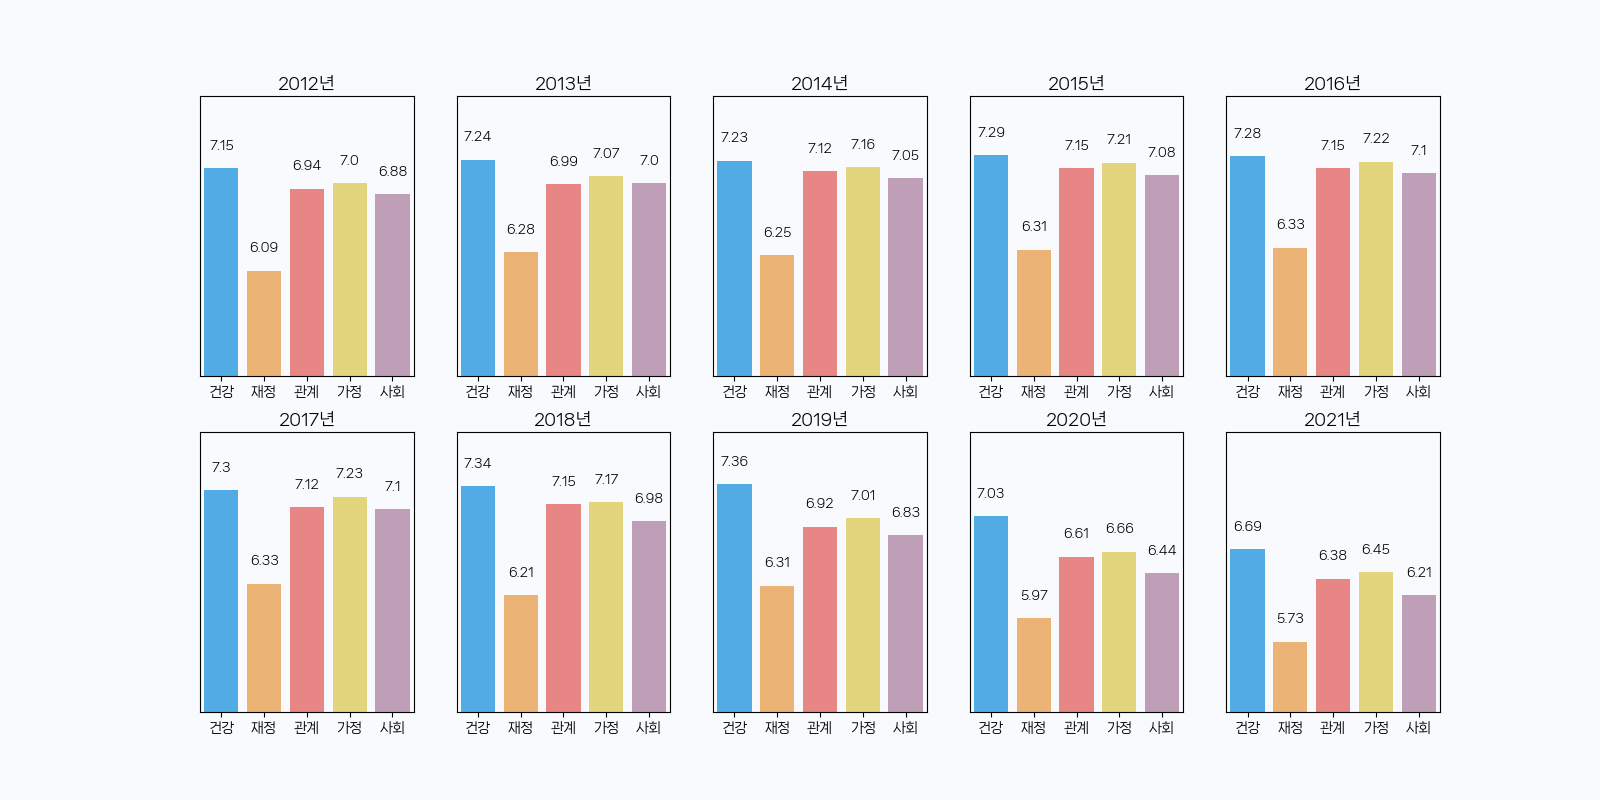 2012년 2013년 2014년 2015년 2016년
7.15 6.09 6.94 7.0 6.88
7.24 6.28 6.99 7.07 7.0
7.23 6.25 7.12 7.16 7.05
7.29 6.31 7.15 7.21 7.08
7.28 6.33 7.15 7.22 7.1
건강 재정 관계 가정 사회 건강 재정 관계 가정 사회 건강 재정 관계 가정 사회 건강 재정 관계 가정 사회 건강 재정 관계 가정 사회
2017년 2018년 2019년 2020년 2021년
7.3 6.33 7.12 7.23 7.1
7.34 6.21 7.15 7.17 6.98
7.36 6.31 6.92 7.01 6.83
7.03 5.97 6.61 6.66 6.44
6.69 5.73 6.38 6.45 6.21
건강 재정 관계 가정 사회 건강 재정 관계 가정 사회 건강 재정 관계 가정 사회 건강 재정 관계 가정 사회 건강 재정 관계 가정 사회